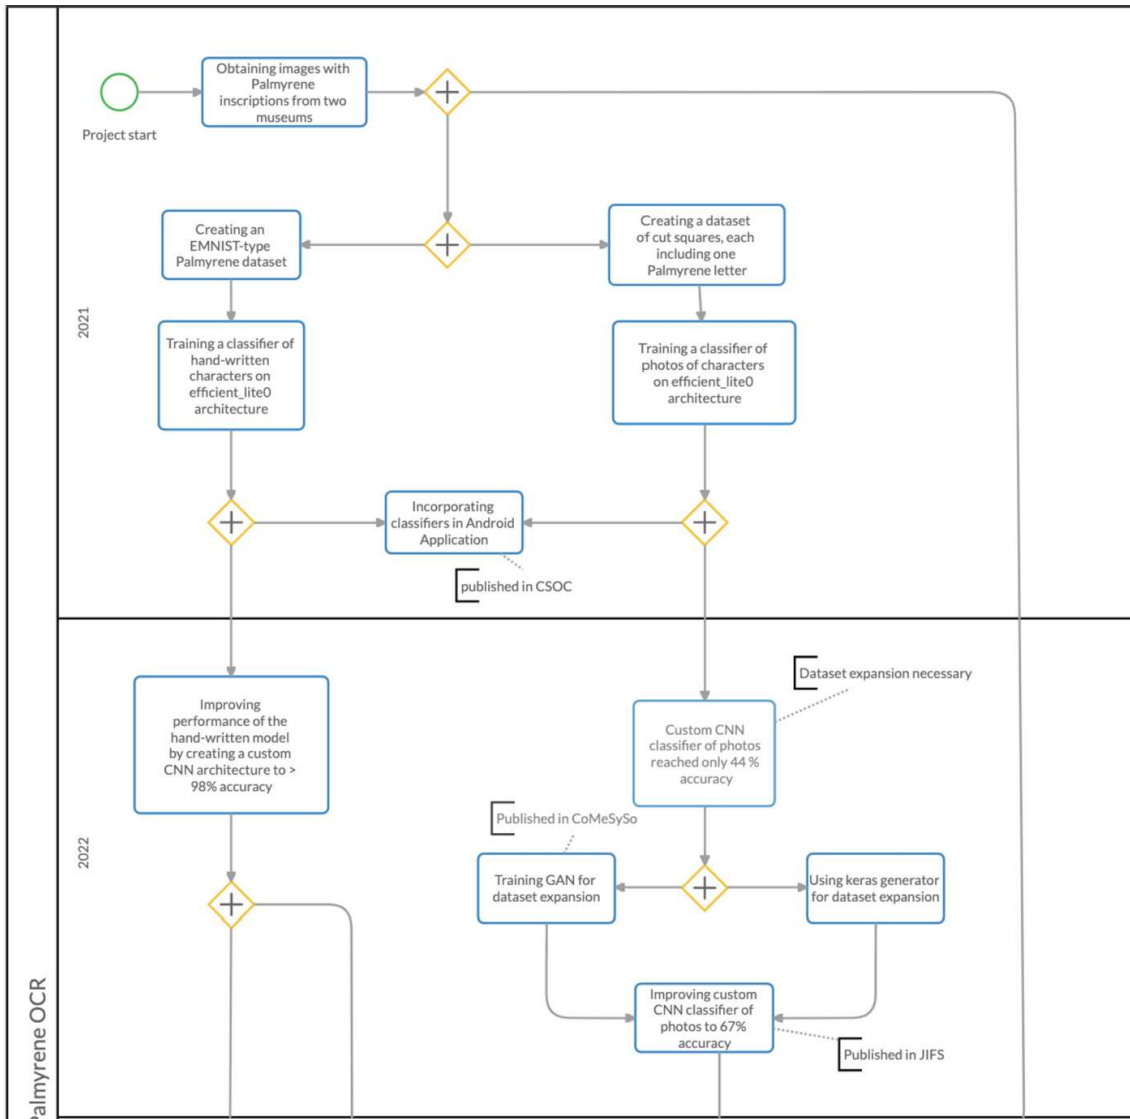 Obtaining images with
Palmyrene
inscriptions from two
museums
Project start
Creating an
EMNIST-type
Palmyrene dataset
Creating a dataset
of cut squares, each
including one
Palmyrene letter
2021
Training a classifier of
hand-written
characters on
efficient_lite0
architecture
Training a classifier of
photos of characters
on efficient_lite0
architecture
Incorporating
classifiers in Android
Application
published in CSOC
Dataset expansion necessary
Improving
performance of the
hand-written model
by creating a custom
CNN architecture to >
98% accuracy
Custom CNN
classifier of photos
reached only 44 %
accuracy
2022
Published in CoMeSySo
Training GAN for
dataset expansion
Using keras generator
for dataset expansion
Improving custom
CNN classifier of
photos to 67%
accuracy
Published in JIFS
Palmyrene OCR